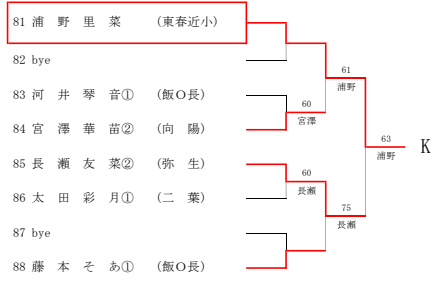 81 浦 野 里 菜 (東春近小)
82 bye
61
浦野
83 河 井 琴 音① (飯O長)
60
宮澤
84 宮 澤 華 苗② (向 陽)
63
浦野
K
85 長 瀬 友 菜② (弥 生)
60
長瀬
86 太 田 彩 月① (二 葉)
75
長瀬
87 bye
88 藤 本 そ あ① (飯O長)